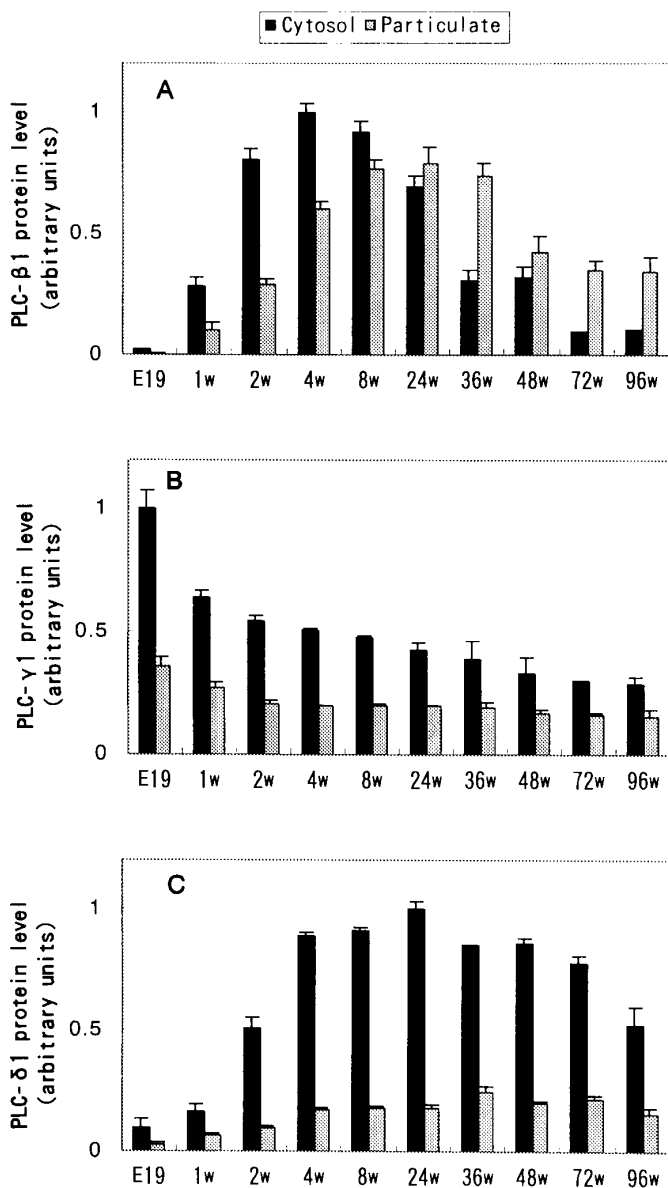 Cytosol Particulate
A
PLC-β1 protein level
(arbitrary units)
1
0.5
0
E19 1w 2w 4w 8w 24w 36w 48w 72w 96w
B
PLC-γ1 protein level
(arbitrary units)
1
0.5
0
E19 1w 2w 4w 8w 24w 36w 48w 72w 96w
C
PLC-δ1 protein level
(arbitrary units)
1
0.5
0
E19 1w 2w 4w 8w 24w 36w 48w 72w 96w